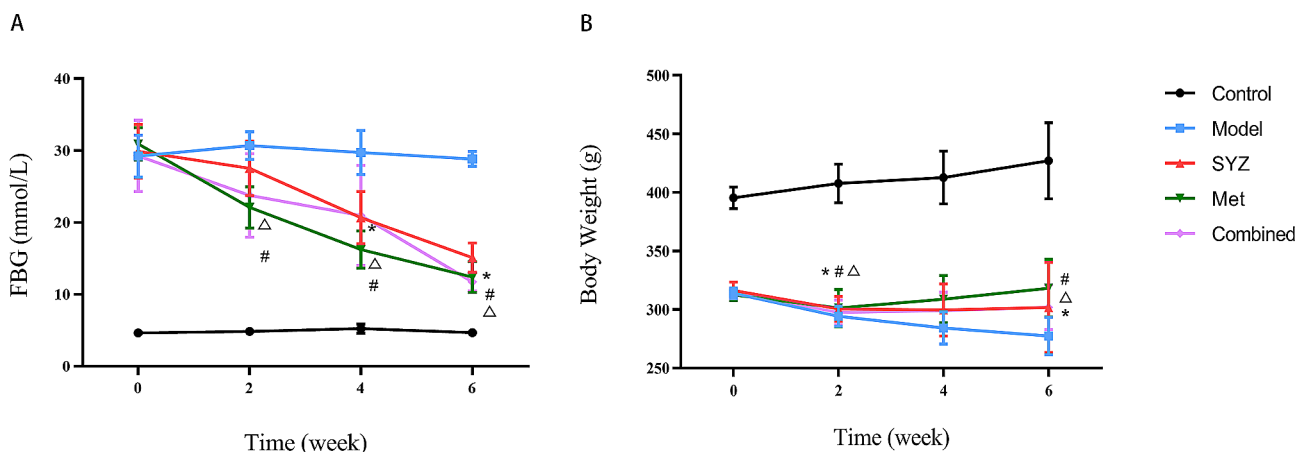 A
FBG (mmol/L)
40
30
20
10
0
△
#
*
△
#
*
#
△
0 2 4 6
Time (week)
B
Body Weight (g)
500
450
400
350
300
250
* # △
#
△
*
0 2 4 6
Time (week)
Control
Model
SYZ
Met
Combined